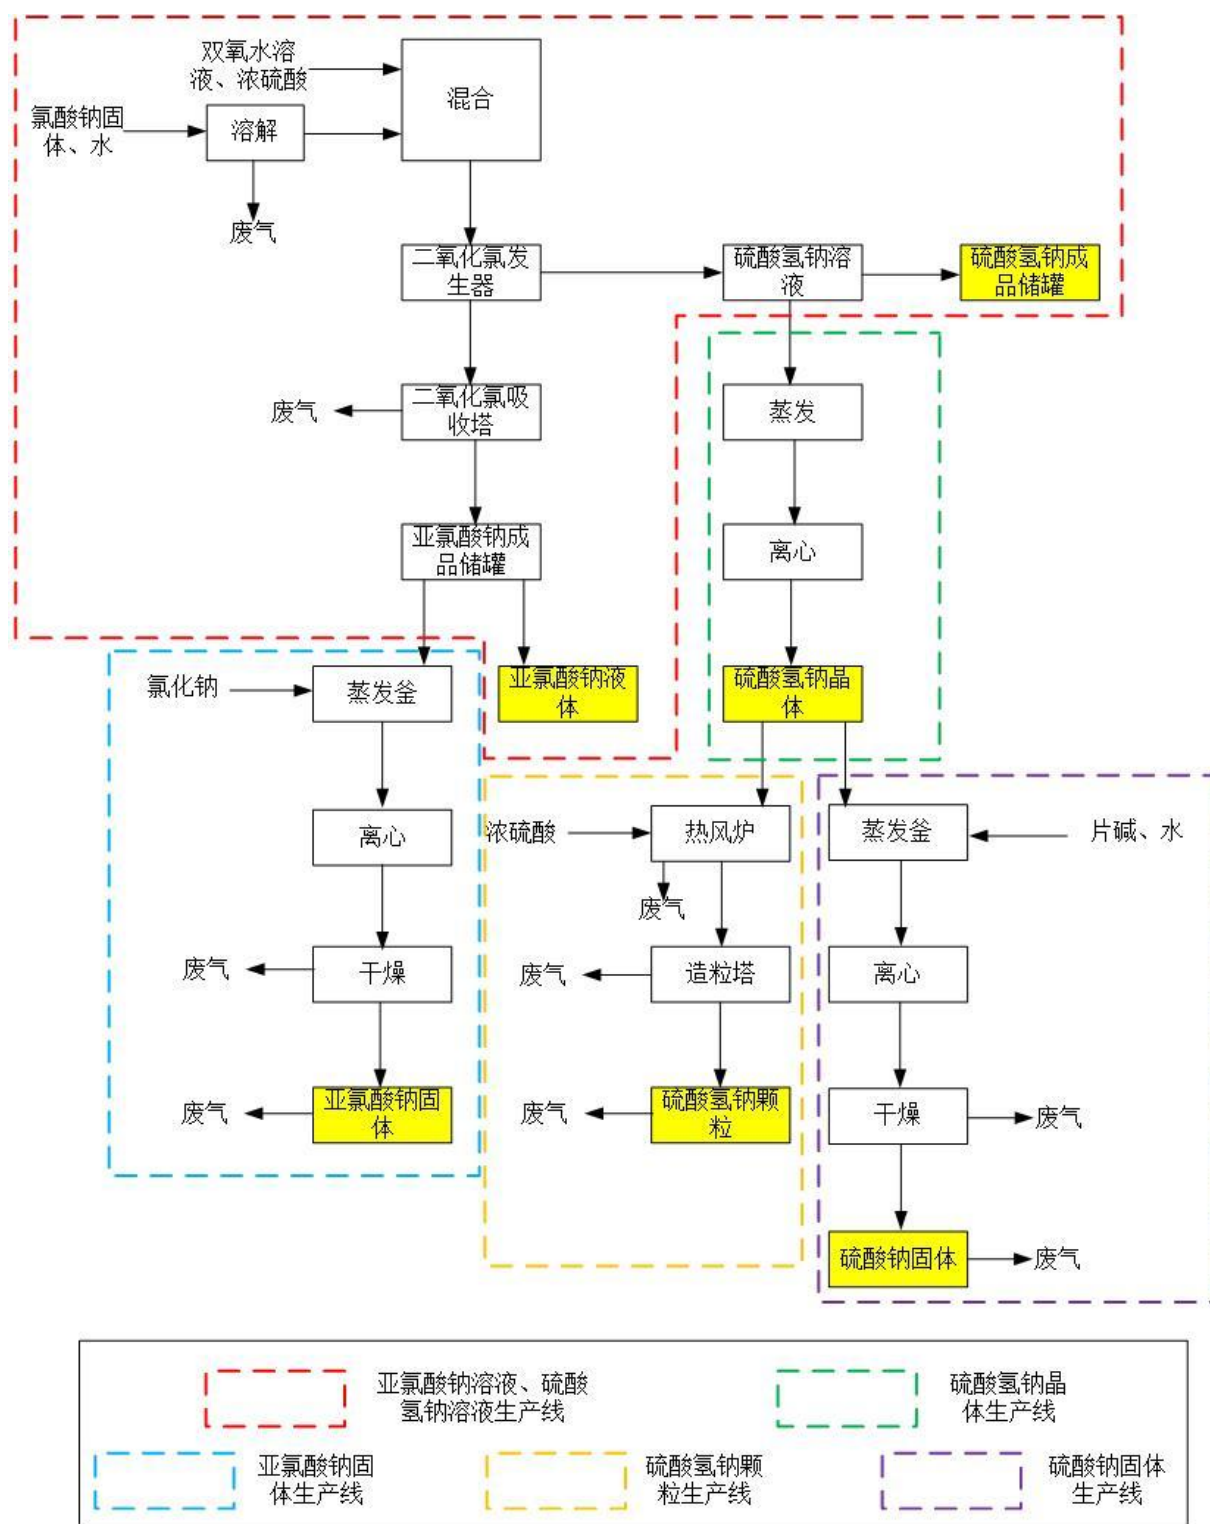 双氧水溶
液、浓硫酸
混合
氯酸钠固
体、水
溶解
废气
二氧化氯发
生器
硫酸氢钠溶
液
硫酸氢钠成
品储罐
废气
二氧化氯吸
收塔
蒸发
亚氯酸钠成
品储罐
离心
氯化钠
蒸发釜
亚氯酸钠液
体
硫酸氢钠晶
体
离心
浓硫酸
热风炉
蒸发釜
片碱、水
废气
废气
干燥
废气
造粒塔
离心
废气
亚氯酸钠固
体
废气
硫酸氢钠颗
粒
干燥
废气
硫酸钠固体
废气
亚氯酸钠溶液、硫酸
氢钠溶液生产线
硫酸氢钠晶
体生产线
亚氯酸钠固
体生产线
硫酸氢钠颗
粒生产线
硫酸钠固体
生产线